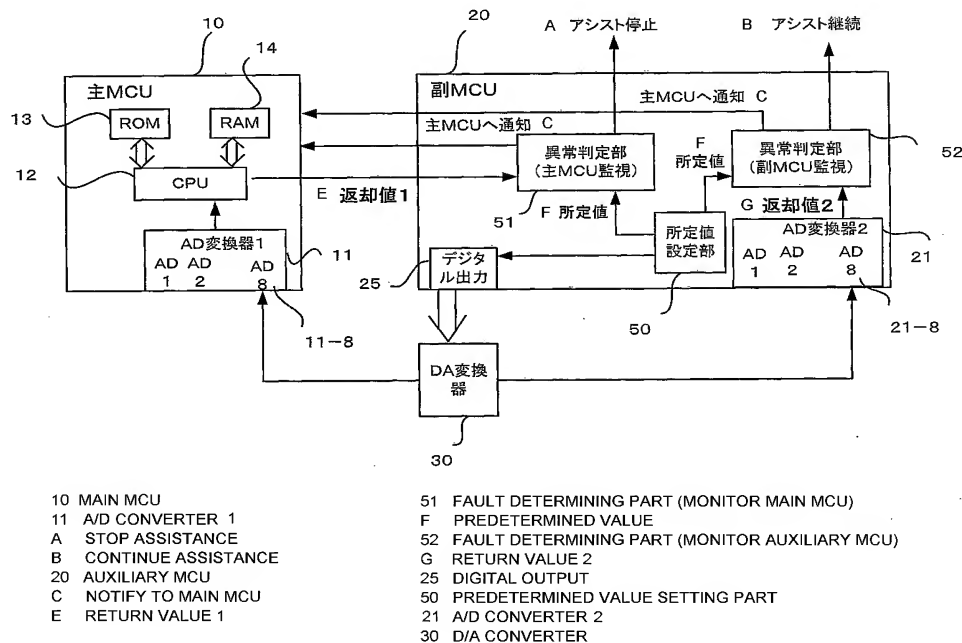 10
20
A アシスト停止
B アシスト継続
14
主MCU
副MCU
主MCUへ通知 C
13
ROM
RAM
主MCUへ通知 C
F
所定値
異常判定部
(副MCU監視)
52
異常判定部
(主MCU監視)
12
CPU
E 返却値1
51
F 所定値
G 返却値2
所定値
設定部
AD変換器1
AD
1
AD
2
AD
8
11
デジタ
ル出力
25
AD変換器2
AD
1
AD
2
AD
8
21
11-8
50
21-8
DA変換
器
30
10 MAIN MCU
11 A/D CONVERTER 1
A STOP ASSISTANCE
B CONTINUE ASSISTANCE
20 AUXILIARY MCU
C NOTIFY TO MAIN MCU
E RETURN VALUE 1
51 FAULT DETERMINING PART (MONITOR MAIN MCU)
F PREDETERMINED VALUE
52 FAULT DETERMINING PART (MONITOR AUXILIARY MCU)
G RETURN VALUE 2
25 DIGITAL OUTPUT
50 PREDETERMINED VALUE SETTING PART
21 A/D CONVERTER 2
30 D/A CONVERTER